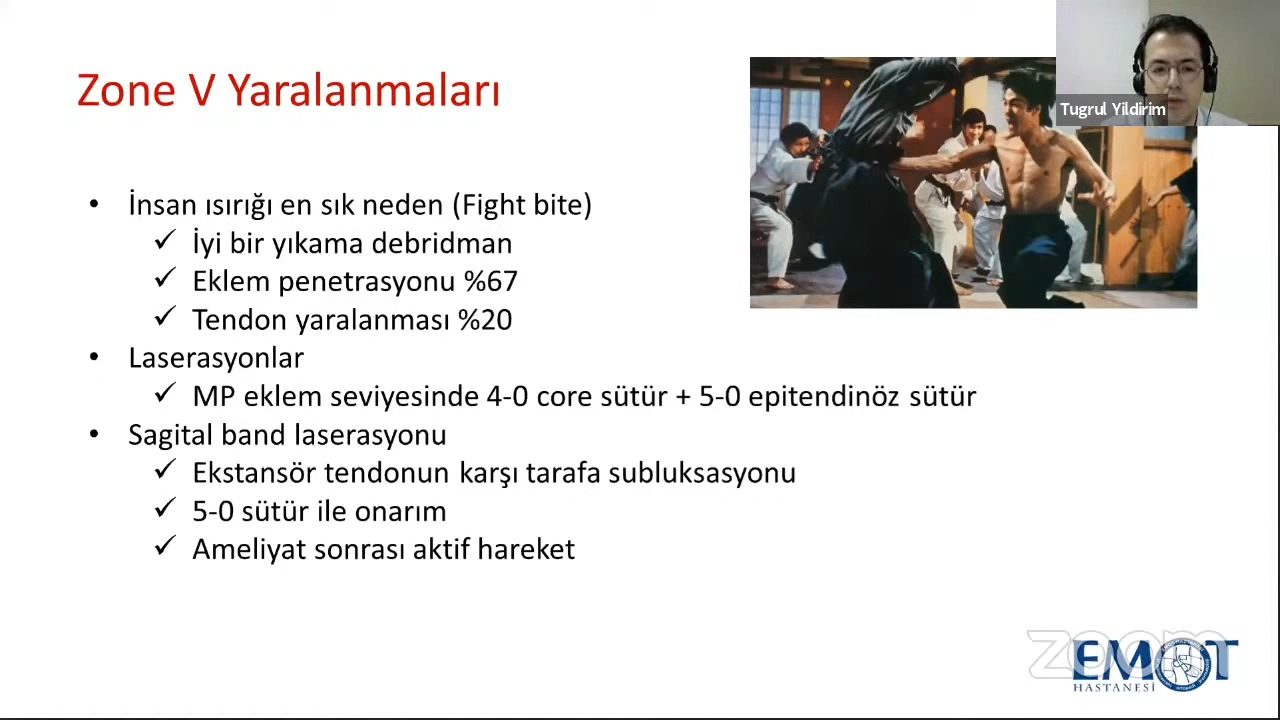 Zone V Yaralanmaları
Tugrul Yildirim
• İnsan ısırığı en sık neden (Fight bite)
✓ İyi bir yıkama debridman
✓ Eklem penetrasyonu %67
✓ Tendon yaralanması %20
• Laserasyonlar
✓ MP eklem seviyesinde 4-0 core sütür + 5-0 epitendinöz sütür
• Sagital band laserasyonu
✓ Ekstansör tendonun karşı tarafa subluksasyonu
✓ 5-0 sütür ile onarım
✓ Ameliyat sonrası aktif hareket
zoom
EMOT
HASTANESİ